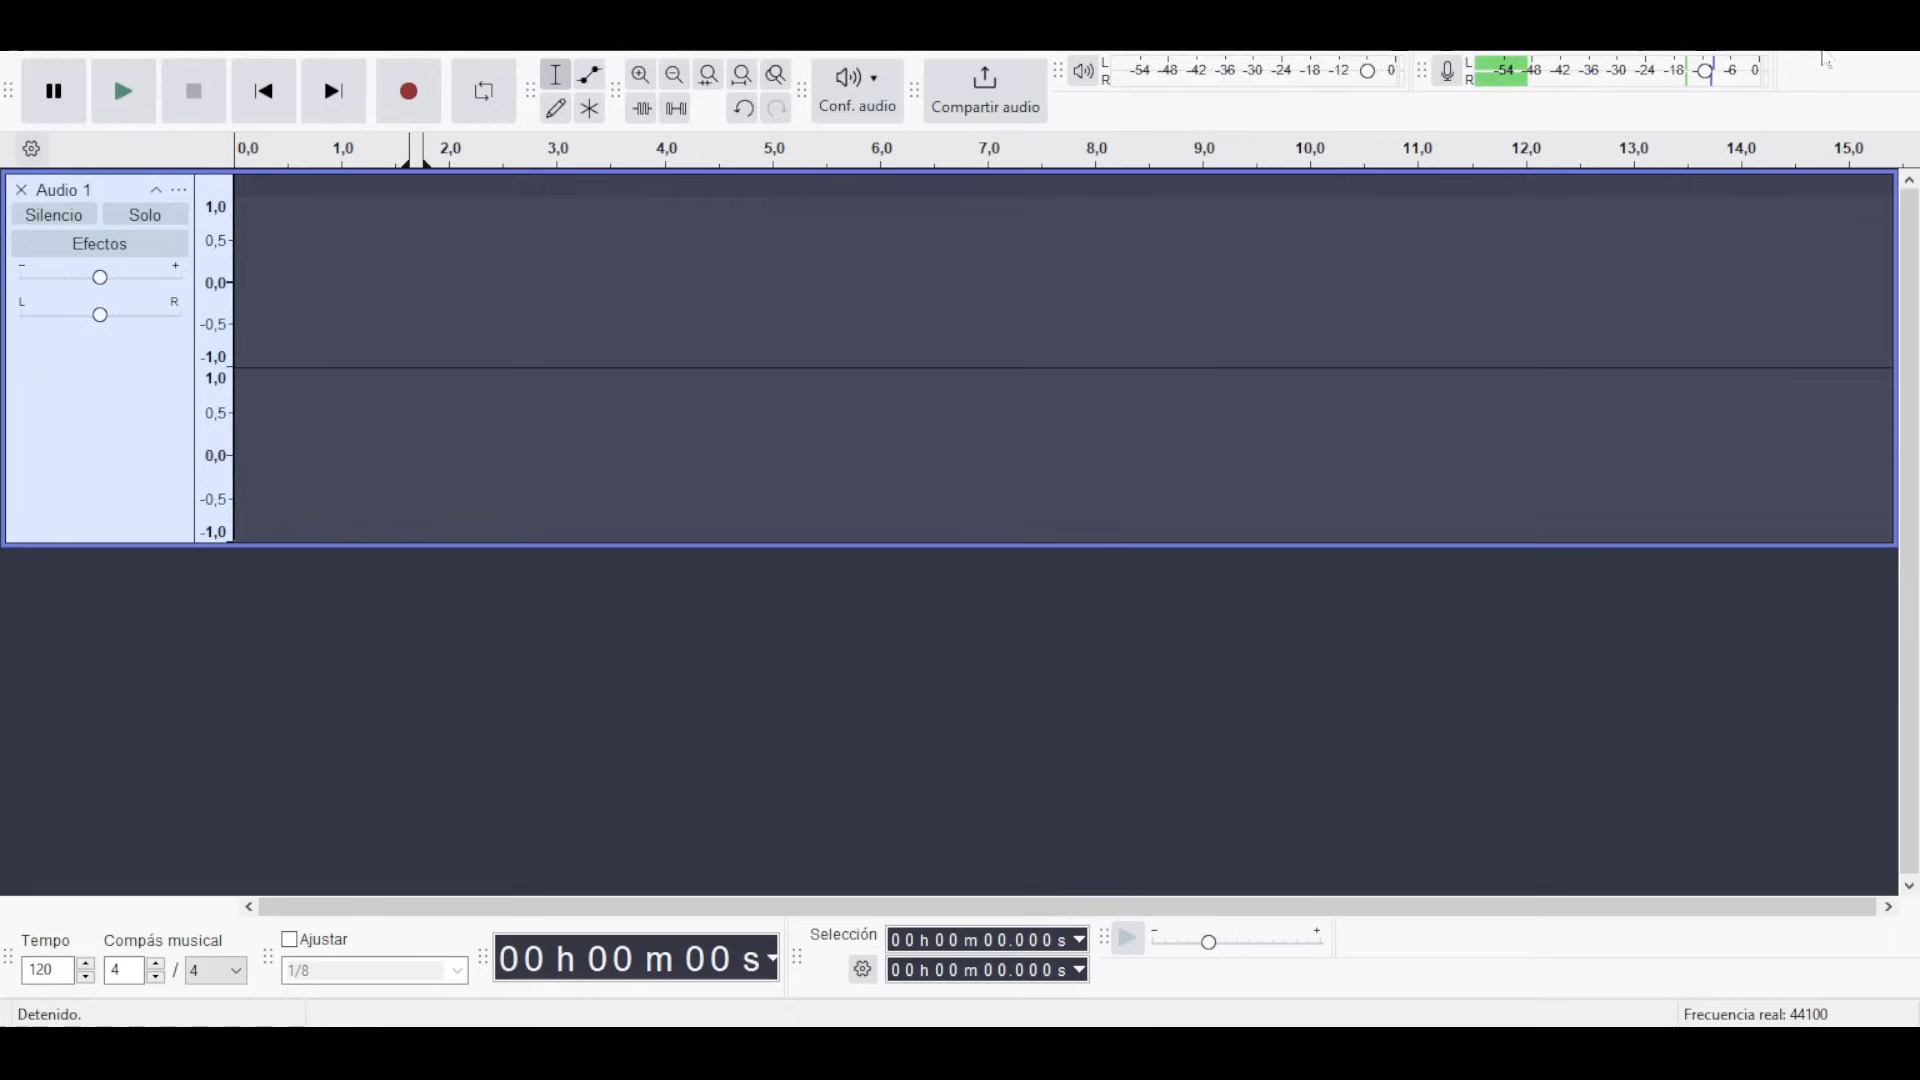 Conf. audio
Compartir audio
L
R
-54 -48 -42 -36 -30 -24 -18 -12 0
L
R
-54 -48 -42 -36 -30 -24 -18 -6 0
0,0 1,0 2,0 3,0 4,0 5,0 6,0 7,0 8,0 9,0 10,0 11,0 12,0 13,0 14,0 15,0
Audio 1
Silencio Solo
Efectos
- +
L R
1,0
0,5
0,0
-0,5
-1,0
1,0
0,5
0,0
-0,5
-1,0
Tempo
120
Compás musical
4 / 4
Ajustar
1/8
00 h 00 m 00 s
Selección
00 h 00 m 00.000 s
00 h 00 m 00.000 s
- +
Detenido.
Frecuencia real: 44100